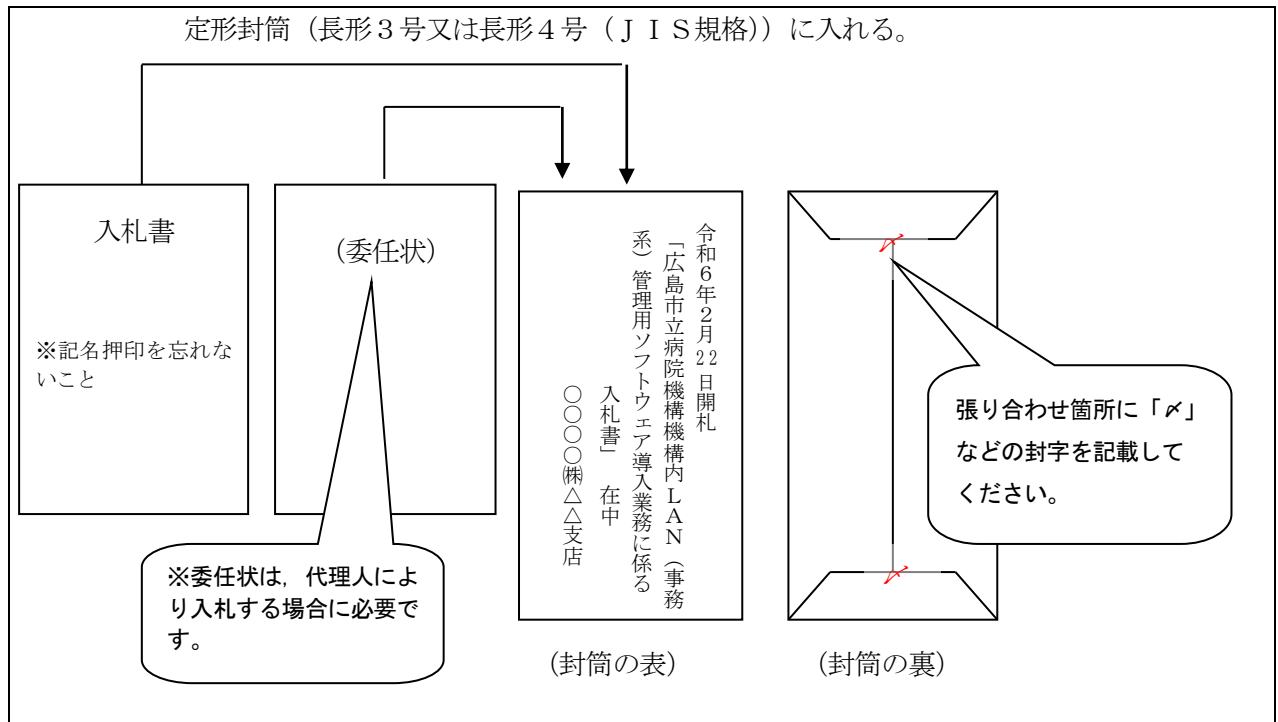 定形封筒（長形３号又は長形４号（ＪＩＳ規格））に入れる。
入札書
※記名押印を忘れな
いこと
（委任状）
※委任状は，代理人によ
り入札する場合に必要で
す。
令和６年２月22日開札
「広島市立病院機構機構内ＬＡＮ（事務
系）管理用ソフトウェア導入業務に係る
入札書」　在中
○○○○㈱△△支店
（封筒の表）
〆
〆
張り合わせ箇所に「〆」
などの封字を記載して
ください。
（封筒の裏）